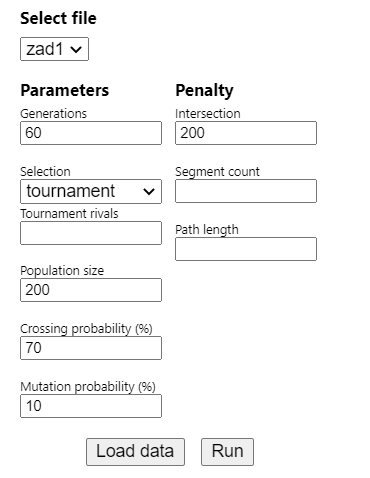 Select file
zad1
Parameters
Penalty
Generations
Intersection
60
200
Selection
Segment count
tournament
Tournament rivals
Path length
Population size
200
Crossing probability (%)
70
Mutation probability (%)
10
Load data
Run